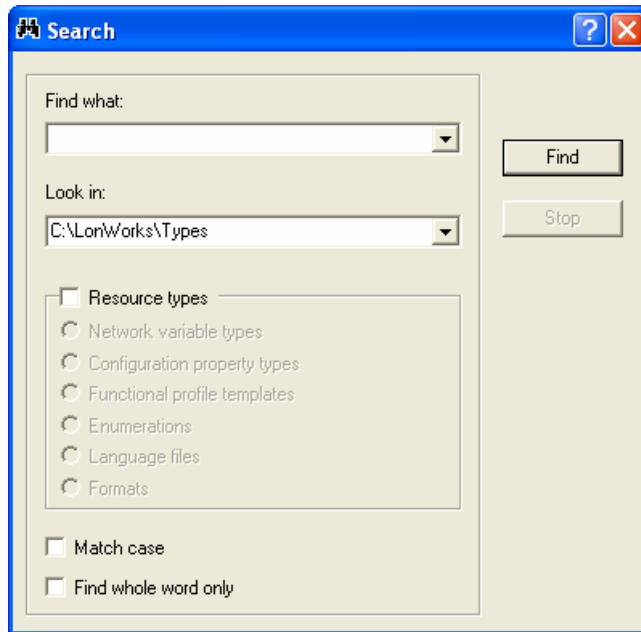 Search
Find what:
Find
Look in:
C:\LonWorks\Types
Stop
Resource types
Network variable types
Configuration property types
Functional profile templates
Enumerations
Language files
Formats
Match case
Find whole word only